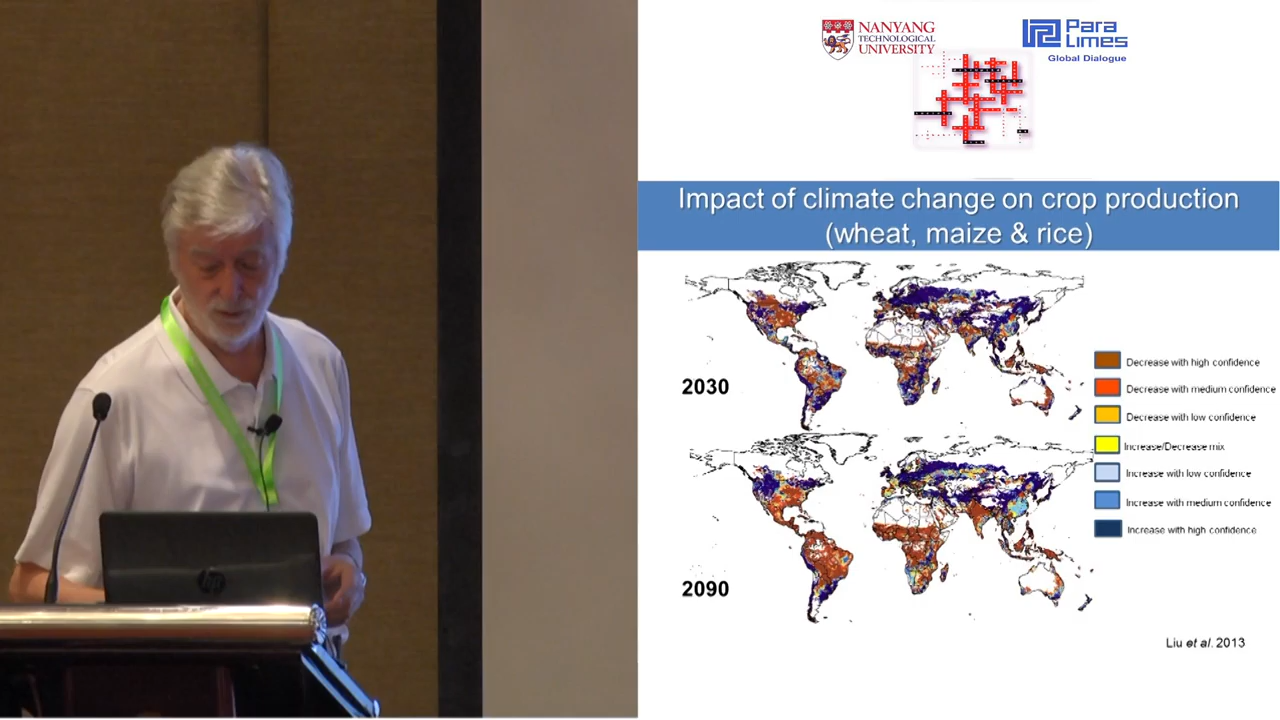 NANYANG
TECHNOLOGICAL
UNIVERSITY
Para
Limes
Global Dialogue
Impact of climate change on crop production
(wheat, maize & rice)
2030
2090
Decrease with high confidence
Decrease with medium confidence
Decrease with low confidence
Increase/Decrease mix
Increase with low confidence
Increase with medium confidence
Increase with high confidence
Liu et al. 2013
hp